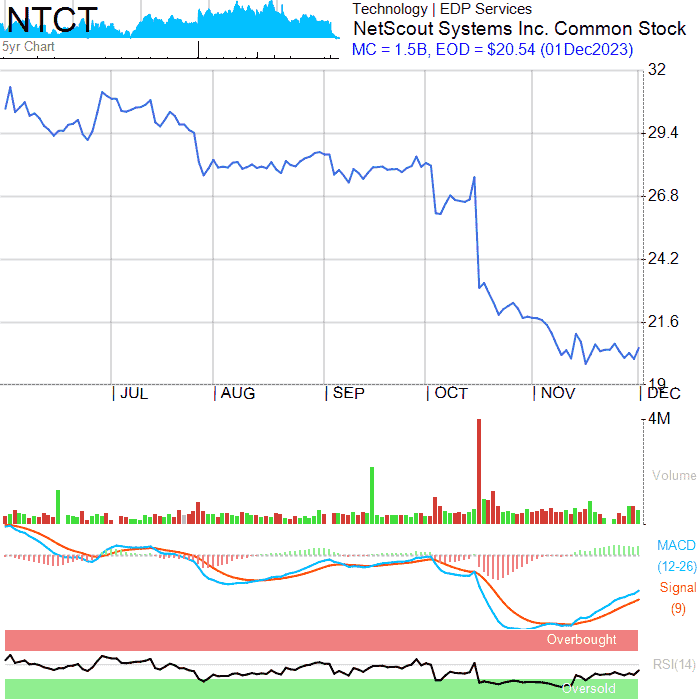 NTCT
5yr Chart
Technology | EDP Services
NetScout Systems Inc. Common Stock
MC = 1.5B, EOD = $20.54 (01Dec2023)
32
29.4
26.8
24.2
21.6
19
JUL AUG SEP OCT NOV DEC
4M
Volume
MACD
(12-26)
Signal
(9)
Overbought
RSI(14)
Oversold